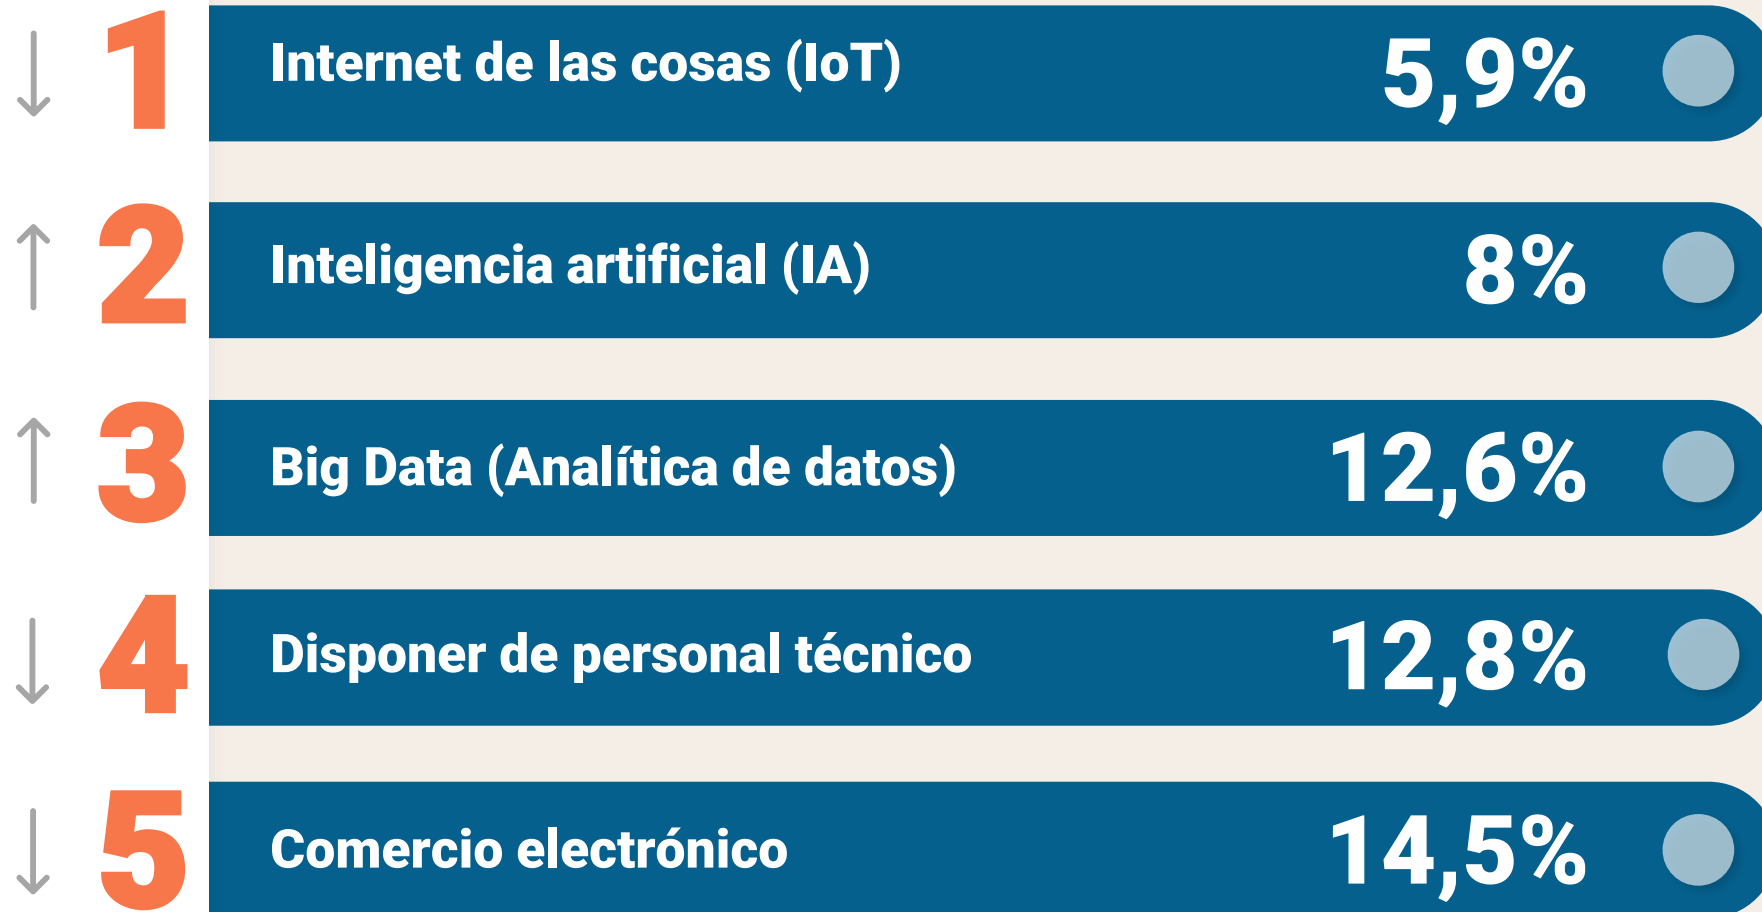 1 Internet de las cosas (IoT) 5,9%
2 Inteligencia artificial (IA) 8%
3 Big Data (Analítica de datos) 12,6%
4 Disponer de personal técnico 12,8%
5 Comercio electrónico 14,5%